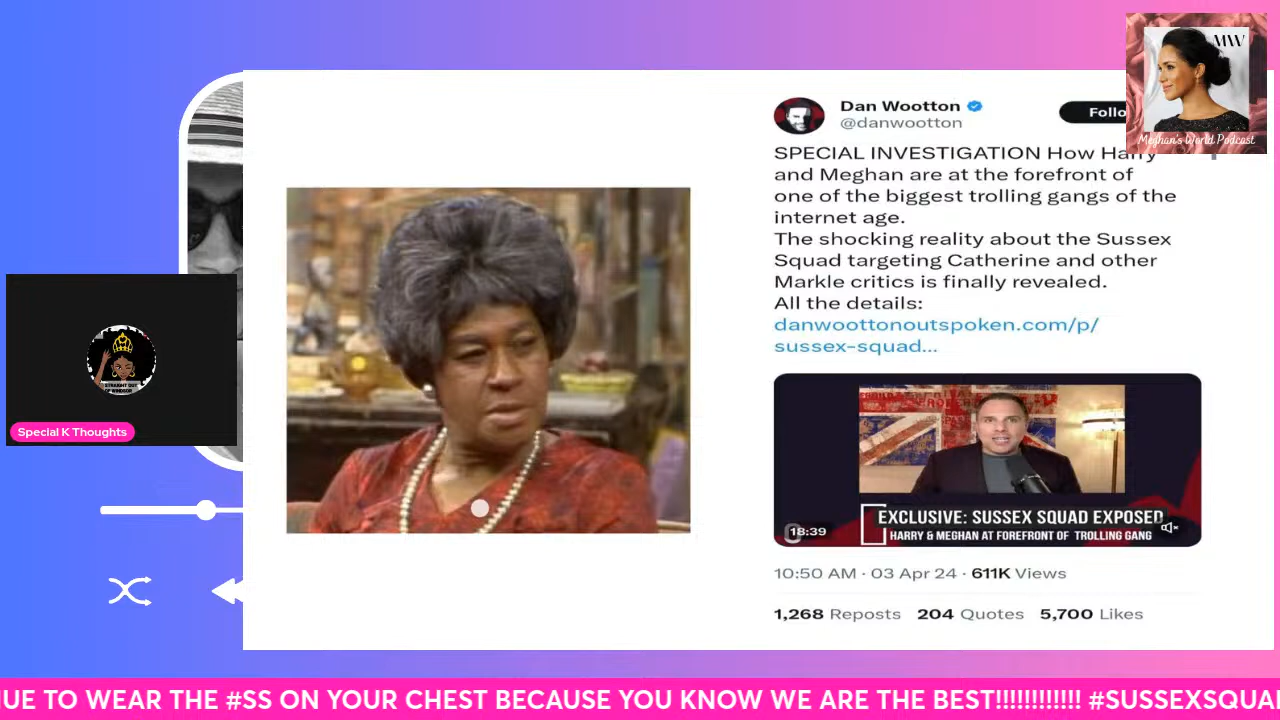 Dan Wootton
@danwootton
Follo
SPECIAL INVESTIGATION How Harry
and Meghan are at the forefront of
one of the biggest trolling gangs of the
internet age.
The shocking reality about the Sussex
Squad targeting Catherine and other
Markle critics is finally revealed.
All the details:
danwoottonoutspoken.com/p/
sussex-squad...
EXCLUSIVE: SUSSEX SQUAD EXPOSED
HARRY & MEGHAN AT FOREFRONT OF TROLLING GANG
18:39
10:50 AM · 03 Apr 24 · 611K Views
1,268 Reposts 204 Quotes 5,700 Likes
MW
Meghan's World Podcast
STRAIGHT OUT
OF WINDSOR
Special K Thoughts
NUE TO WEAR THE #SS ON YOUR CHEST BECAUSE YOU KNOW WE ARE THE BEST!!!!!!!!!!!! #SUSSEXSQUA